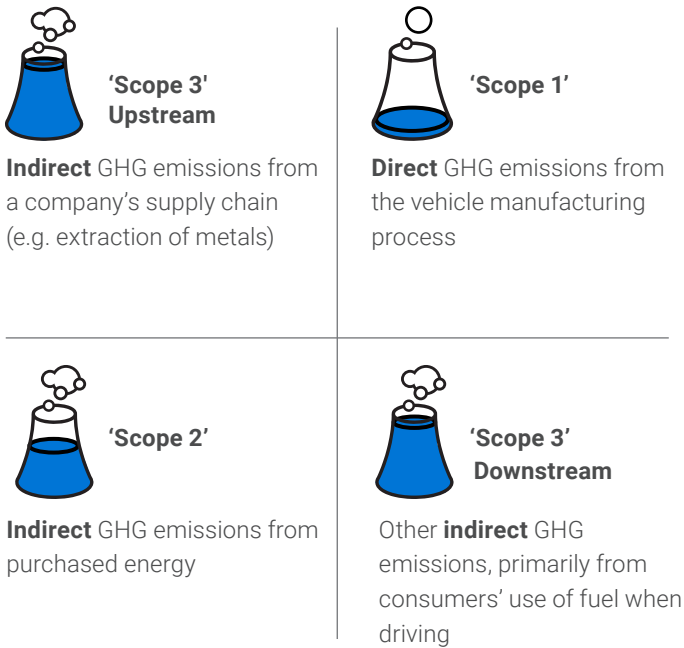 ‘Scope 3'
Upstream
Indirect GHG emissions from
a company’s supply chain
(e.g. extraction of metals)
‘Scope 1’
Direct GHG emissions from
the vehicle manufacturing
process
‘Scope 2’
Indirect GHG emissions from
purchased energy
‘Scope 3’
Downstream
Other indirect GHG
emissions, primarily from
consumers’ use of fuel when
driving